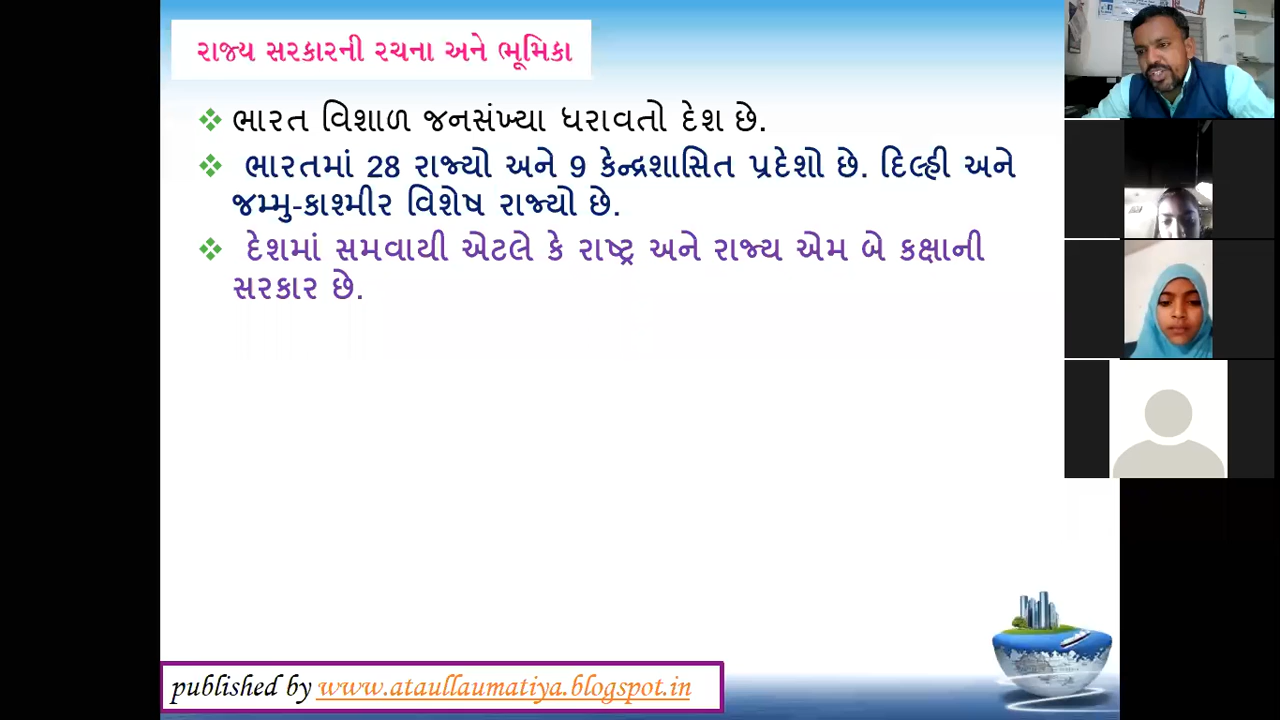 રાજ્ય સરકારની રચના અને ભૂમિકા
ભારત વિશાળ જનસંખ્યા ધરાવતો દેશ છે.
ભારતમાં 28 રાજ્યો અને 9 કેન્દ્રશાસિત પ્રદેશો છે. દિલ્હી અને
જમ્મુ-કાશ્મીર વિશેષ રાજ્યો છે.
દેશમાં સમવાયી એટલે કે રાષ્ટ્ર અને રાજ્ય એમ બે કક્ષાની
સરકાર છે.
published by www.ataullaumatiya.blogspot.in